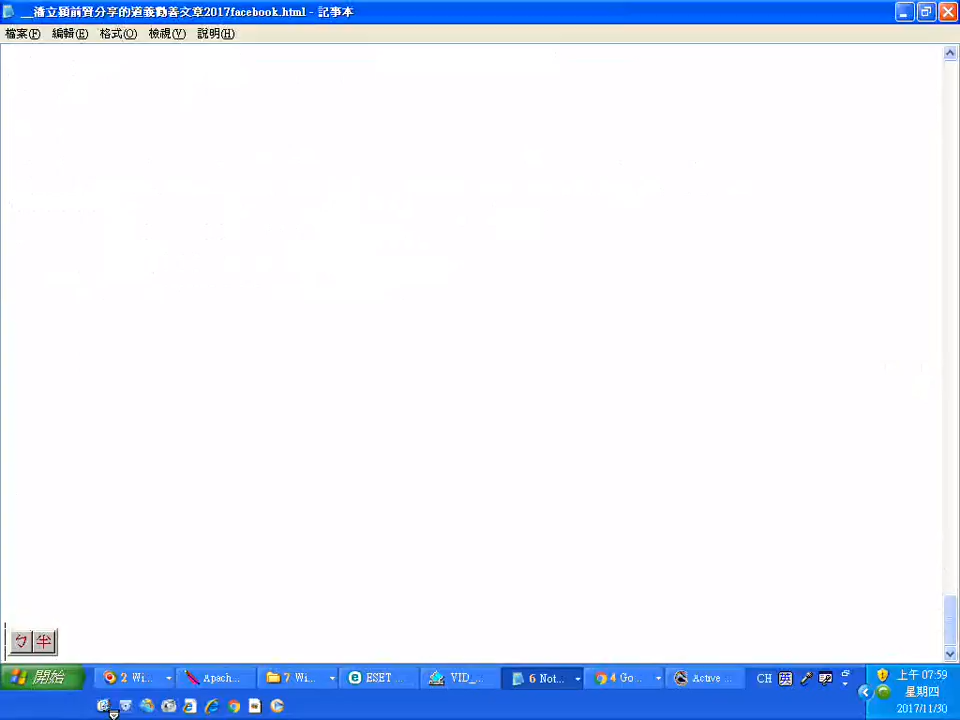 __潘立穎前賢分享的道義勸善文章2017facebook.html - 記事本
檔案(F) 編輯(E) 格式(O) 檢視(V) 說明(H)
ㄅ 半
開始 2 Wi... Apach... 7 Wi... ESET ... VID_... 6 Not... 4 Go... Active ... CH 英 上午 07:59
星期四
2017/11/30